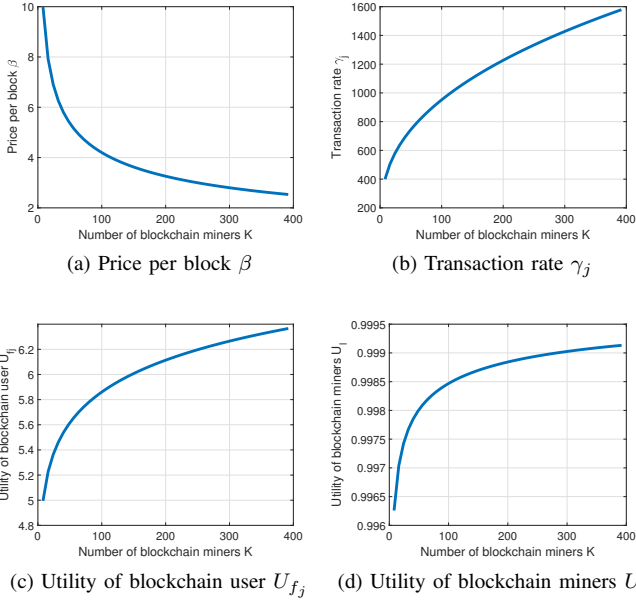 10
8
6
4
2
0 100 200 300 400
Price per block β
Number of blockchain miners K
(a) Price per block β
1600
1400
1200
1000
800
600
400
200
0 100 200 300 400
Transaction rate γj
Number of blockchain miners K
(b) Transaction rate γj
6.2
6
5.8
5.6
5.4
5.2
5
4.8
0 100 200 300 400
Utility of blockchain user Ufj
Number of blockchain miners K
(c) Utility of blockchain user Ufj
0.9995
0.999
0.9985
0.998
0.9975
0.997
0.9965
0.996
0 100 200 300 400
Utility of blockchain miners Ul
Number of blockchain miners K
(d) Utility of blockchain miners U